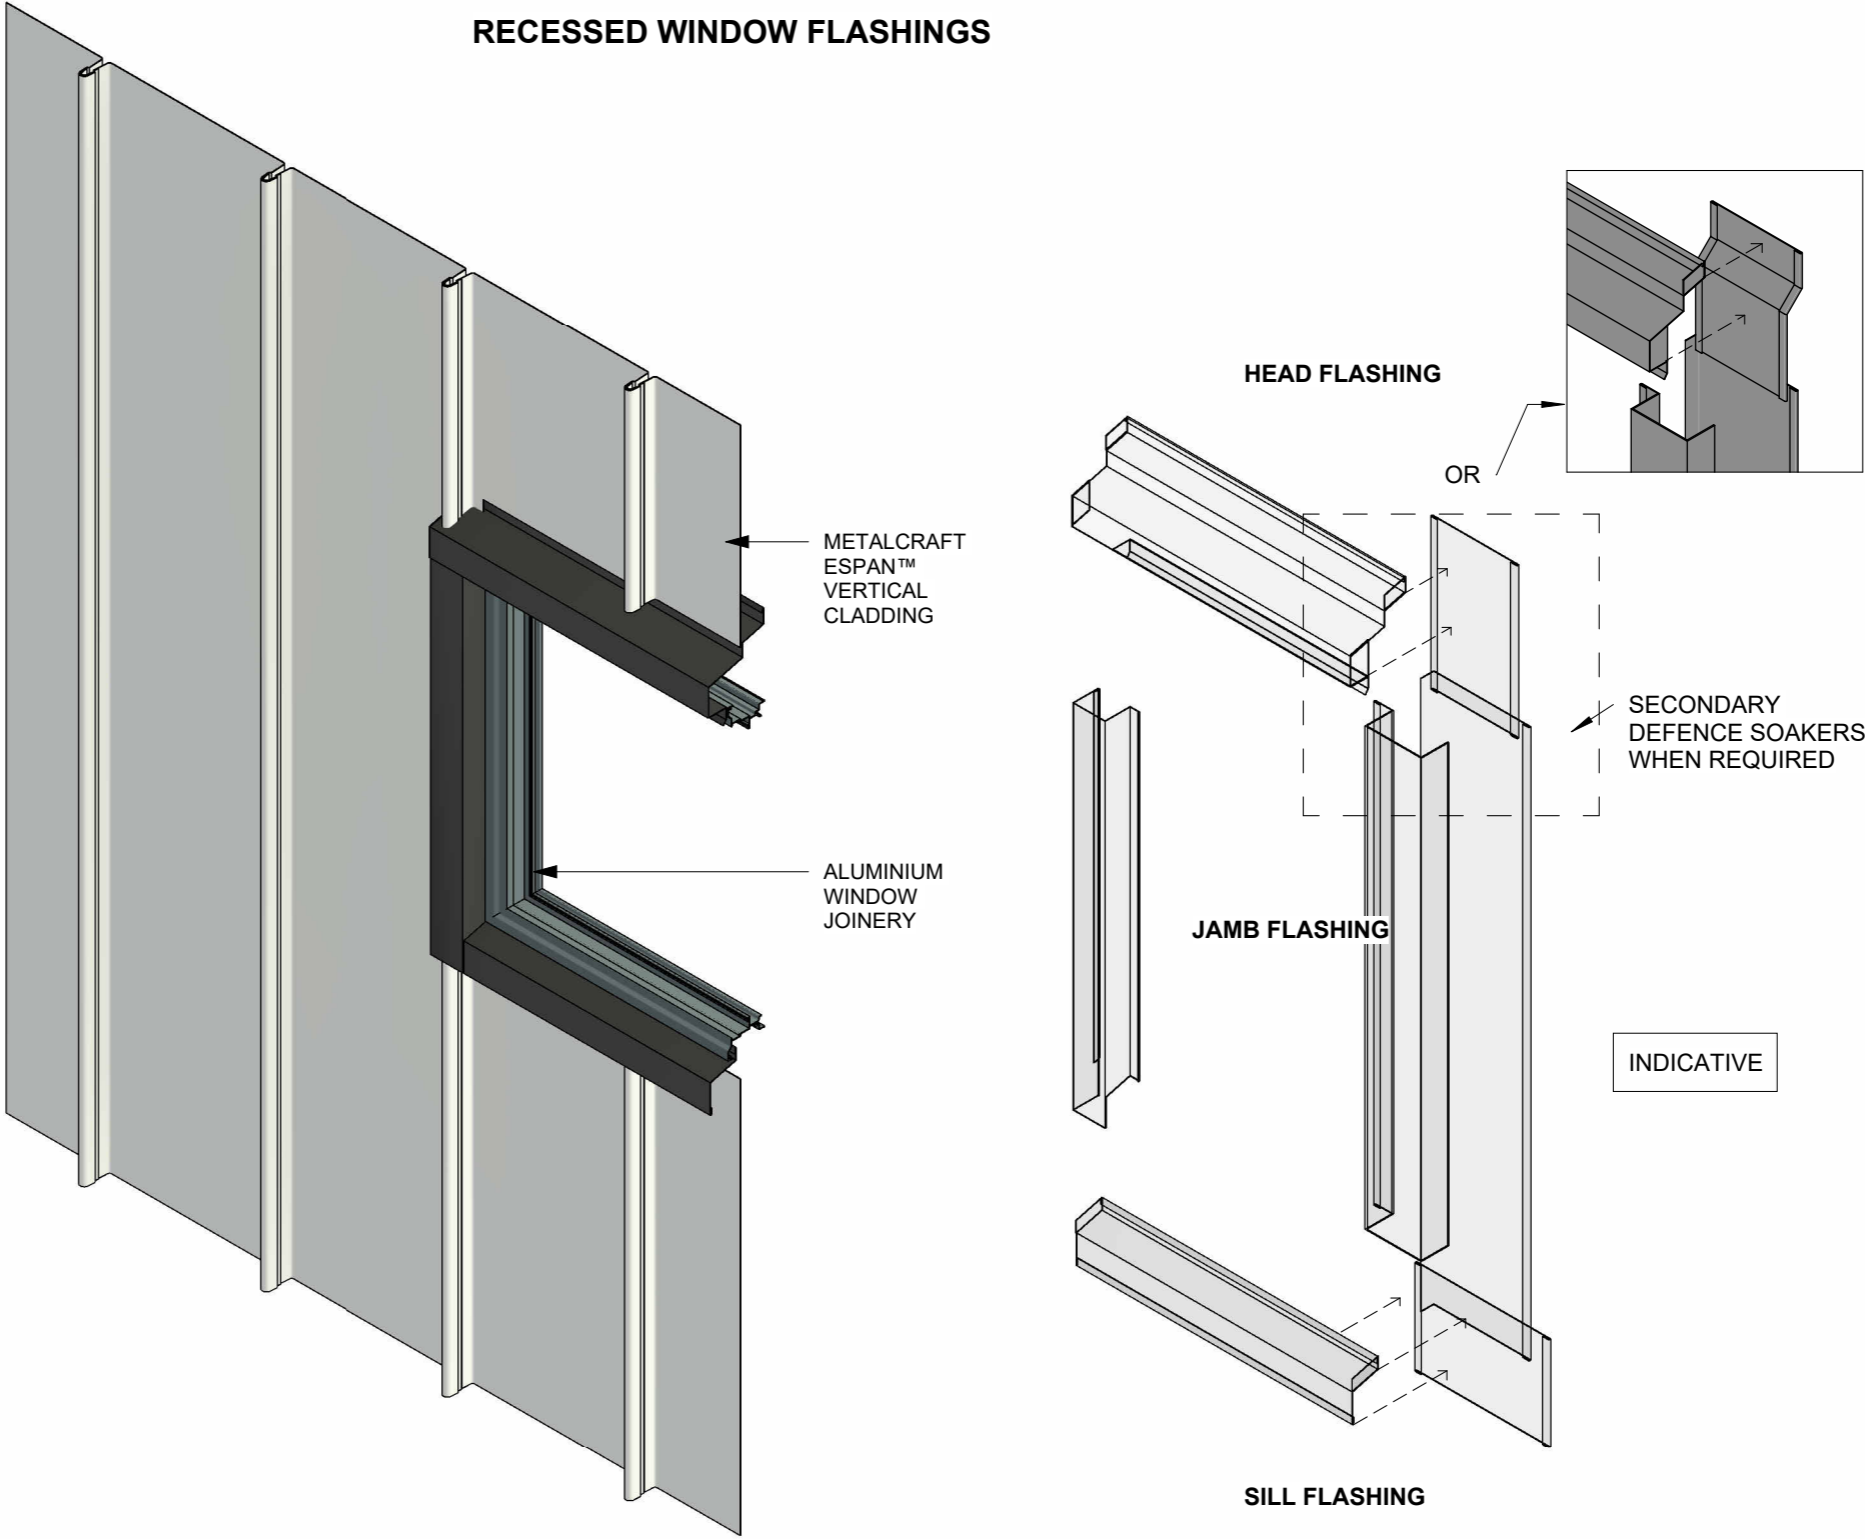 RECESSED WINDOW FLASHINGS
HEAD FLASHING
OR
METALCRAFT
ESPAN™
VERTICAL
CLADDING
SECONDARY
DEFENCE SOAKERS
WHEN REQUIRED
ALUMINIUM
WINDOW
JOINERY
JAMB FLASHING
INDICATIVE
SILL FLASHING